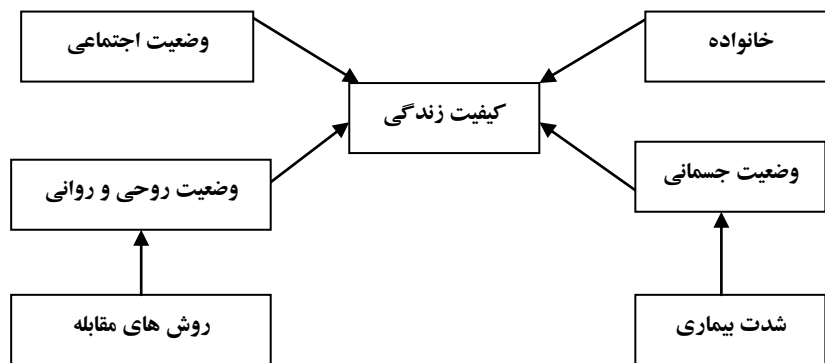 خانواده
وضعیت اجتماعی
کیفیت زندگی
وضعیت جسمانی
وضعیت روحی و روانی
شدت بیماری
روش های مقابله